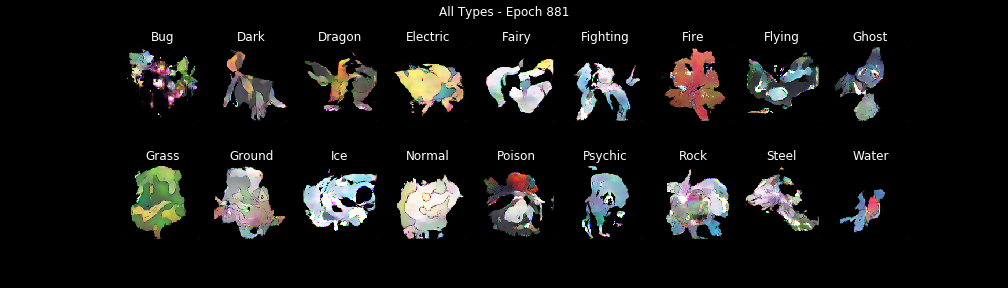 All Types - Epoch 881
Bug Dark Dragon Electric Fairy Fighting Fire Flying Ghost
Grass Ground Ice Normal Poison Psychic Rock Steel Water